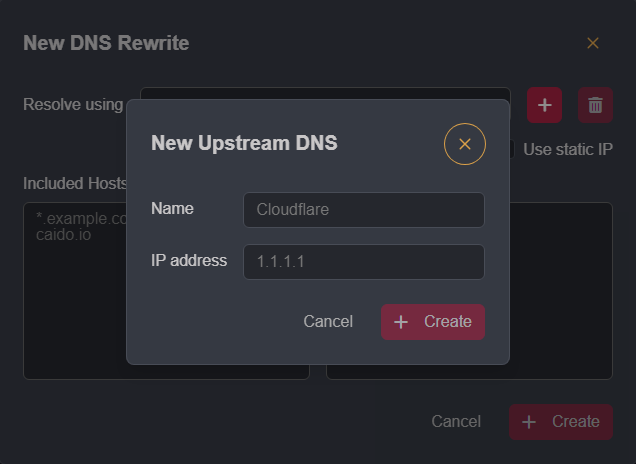 New DNS Rewrite
Resolve using
New Upstream DNS
Use static IP
Included Hosts
Name
Cloudflare
*.example.co
caido.io
IP address
1.1.1.1
Cancel
Create
Cancel
Create